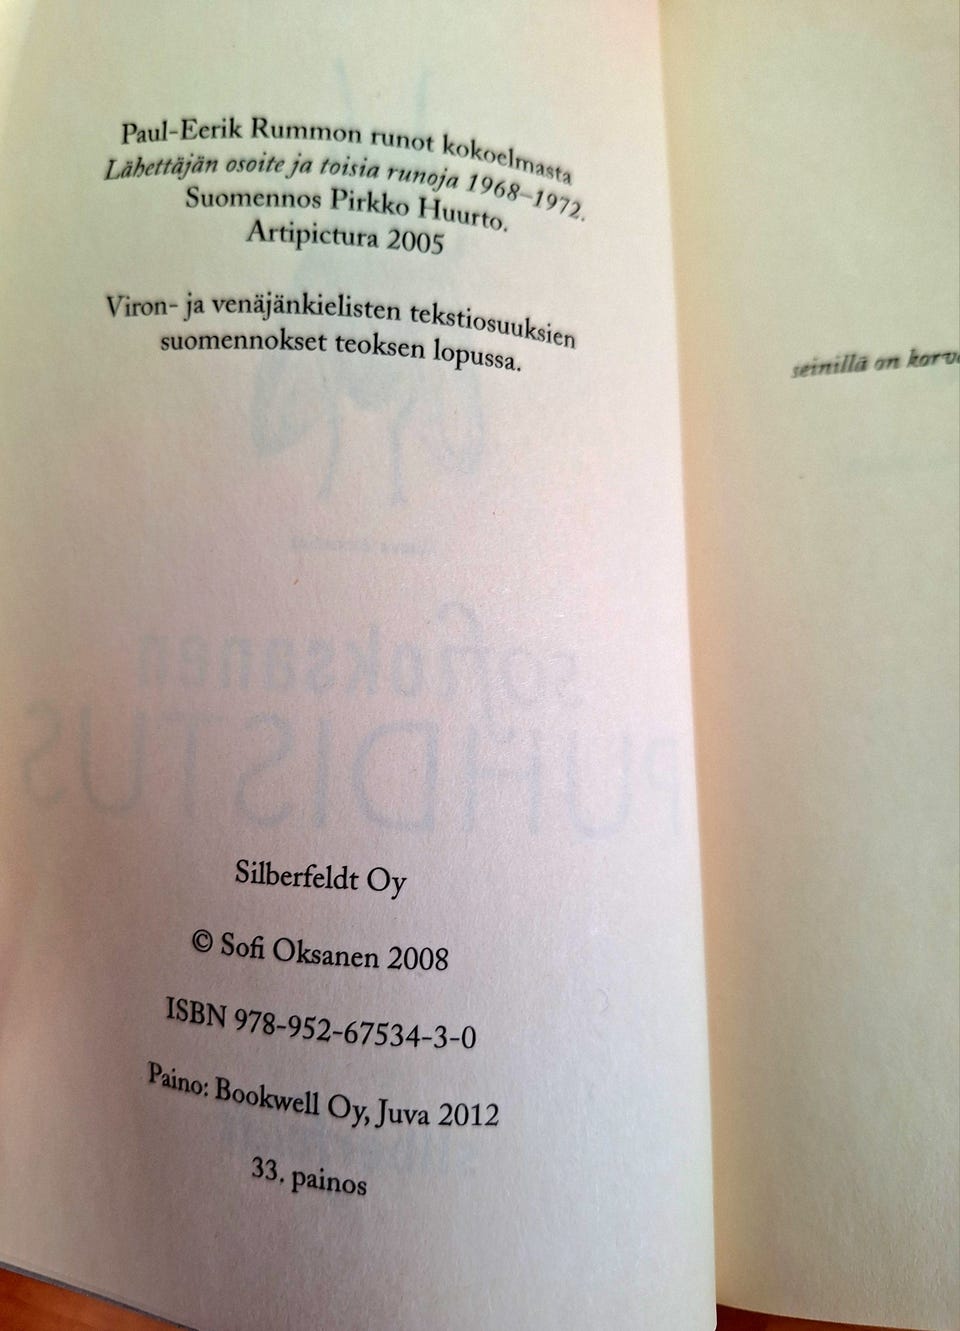 Paul-Eerik Rummon runot kokoelmasta
Lähettäjän osoite ja toisia runoja 1968–1972.
Suomennos Pirkko Huurto.
Artipictura 2005
Viron- ja venäjänkielisten tekstiosuuksien
suomennokset teoksen lopussa.
sofioksanen
PUHDISTUS
Silberfeldt Oy
© Sofi Oksanen 2008
ISBN 978-952-67534-3-0
Paino: Bookwell Oy, Juva 2012
33. painos
seinillä on korv